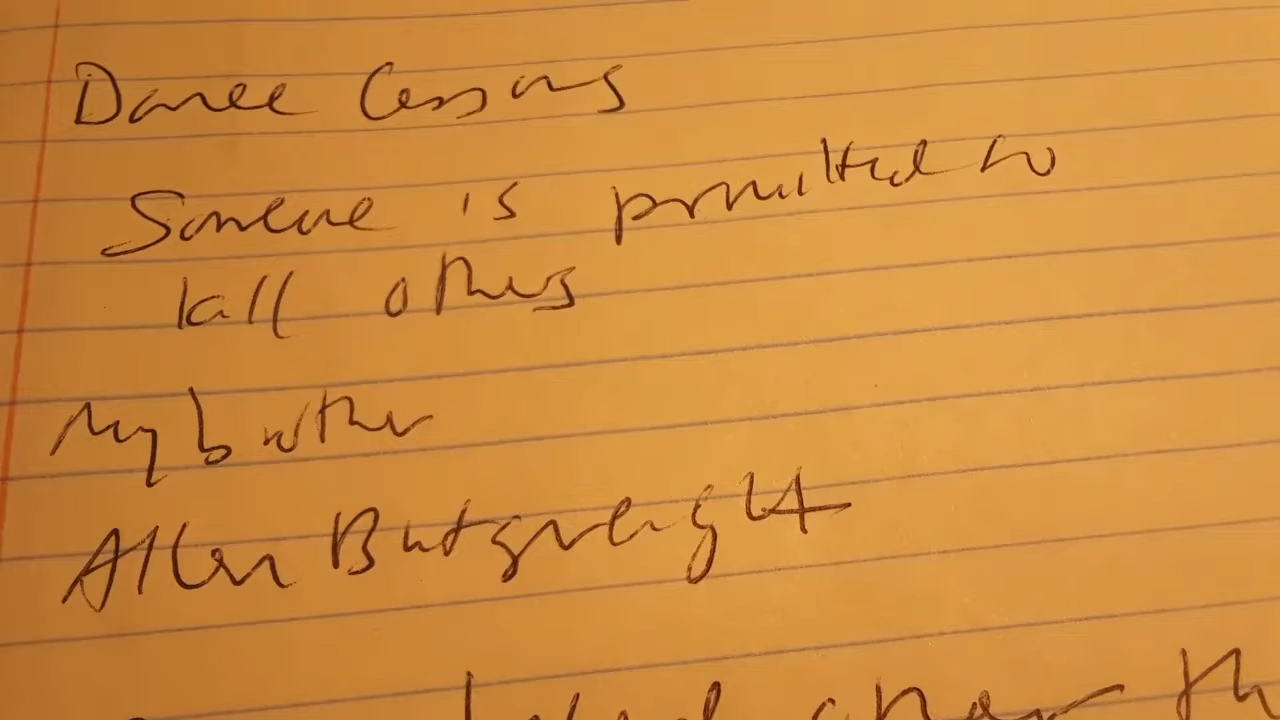 Dance Lessons
Someone is permitted to
kill others
My brother
Allen